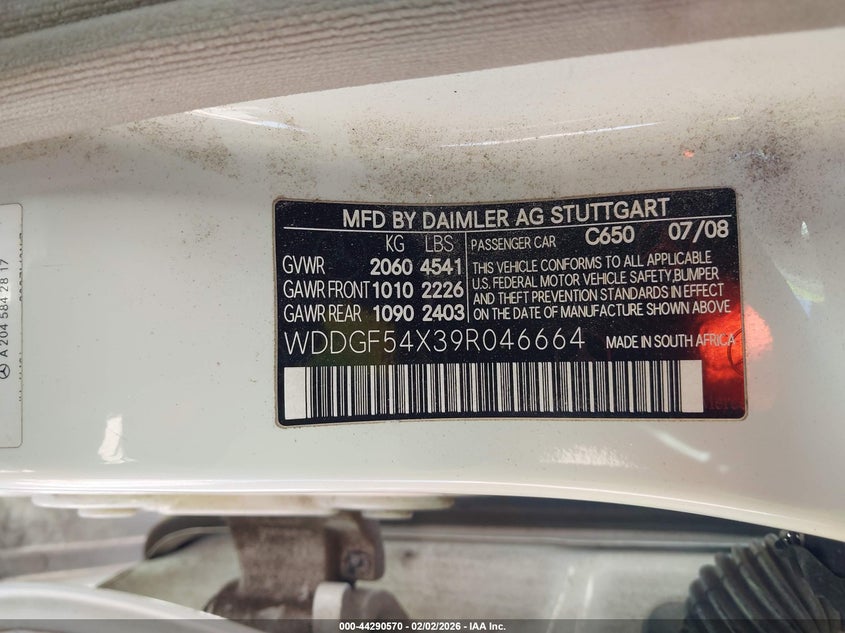 MFD BY DAIMLER AG STUTTGART
KG LBS PASSENGER CAR C650 07/08
GVWR 2060 4541
GAWR FRONT 1010 2226
GAWR REAR 1090 2403
THIS VEHICLE CONFORMS TO ALL APPLICABLE
U.S. FEDERAL MOTOR VEHICLE SAFETY, BUMPER
AND THEFT PREVENTION STANDARDS IN EFFECT
ON THE DATE OF MANUFACTURE SHOWN ABOVE
WDDGF54X39R046664 MADE IN SOUTH AFRICA
A 204 584 28 17
000-44290570 - 02/02/2026 - IAA Inc.